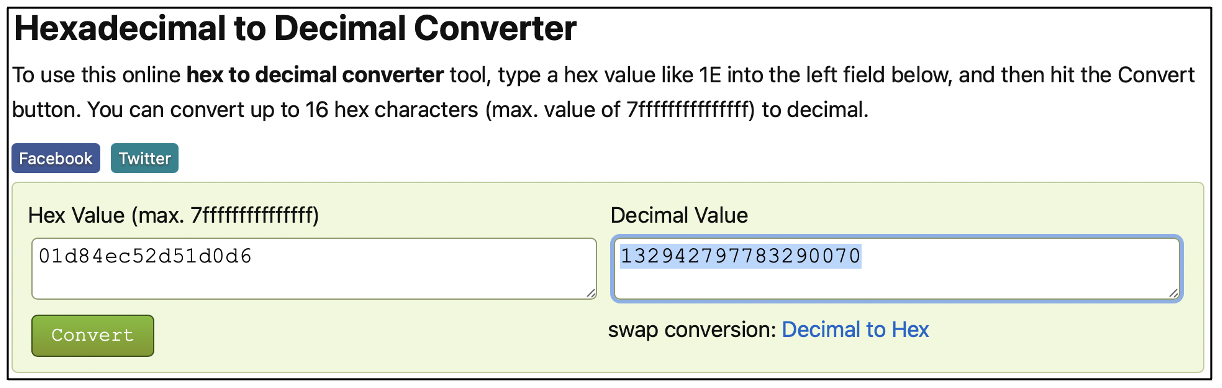 Hexadecimal to Decimal Converter
To use this online hex to decimal converter tool, type a hex value like 1E into the left field below, and then hit the Convert
button. You can convert up to 16 hex characters (max. value of 7fffffffffffffff) to decimal.
Facebook Twitter
Hex Value (max. 7fffffffffffffff) Decimal Value
01d84ec52d51d0d6 132942797783290070
Convert swap conversion: Decimal to Hex